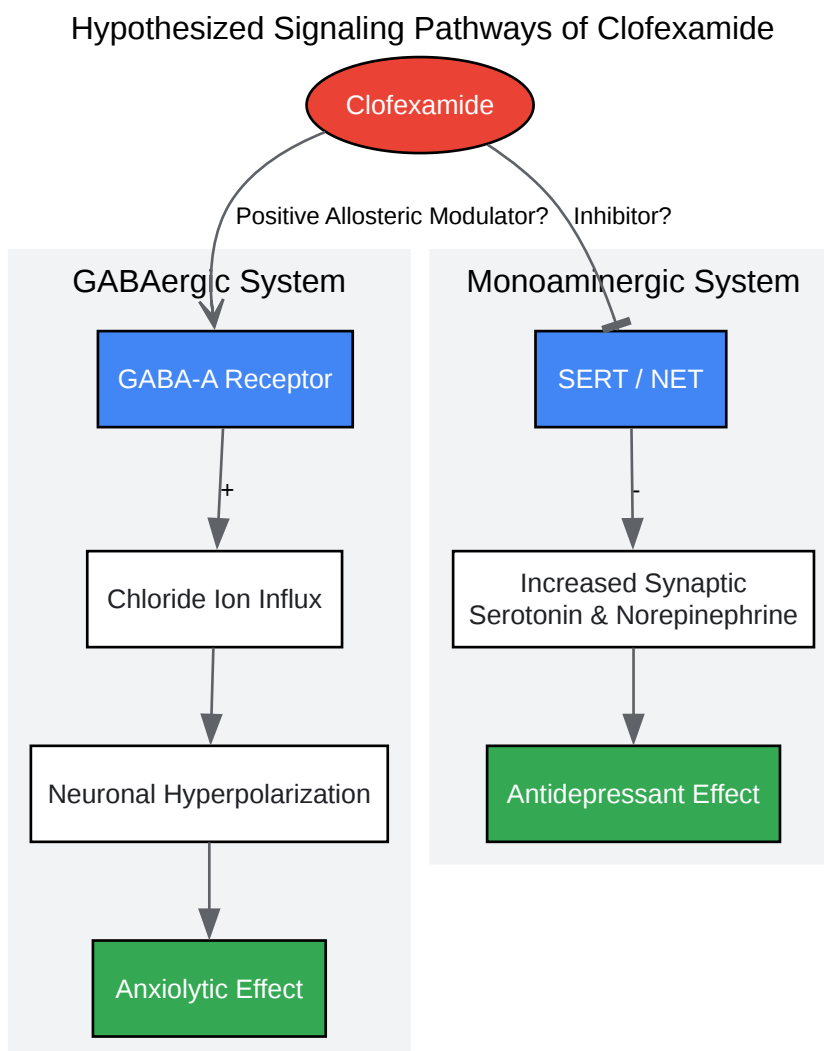 Hypothesized Signaling Pathways of Clofexamide
Clofexamide
Positive Allosteric Modulator?
Inhibitor?
GABAergic System
GABA-A Receptor
+
Chloride Ion Influx
Neuronal Hyperpolarization
Anxiolytic Effect
Monoaminergic System
SERT / NET
-
Increased Synaptic
Serotonin & Norepinephrine
Antidepressant Effect